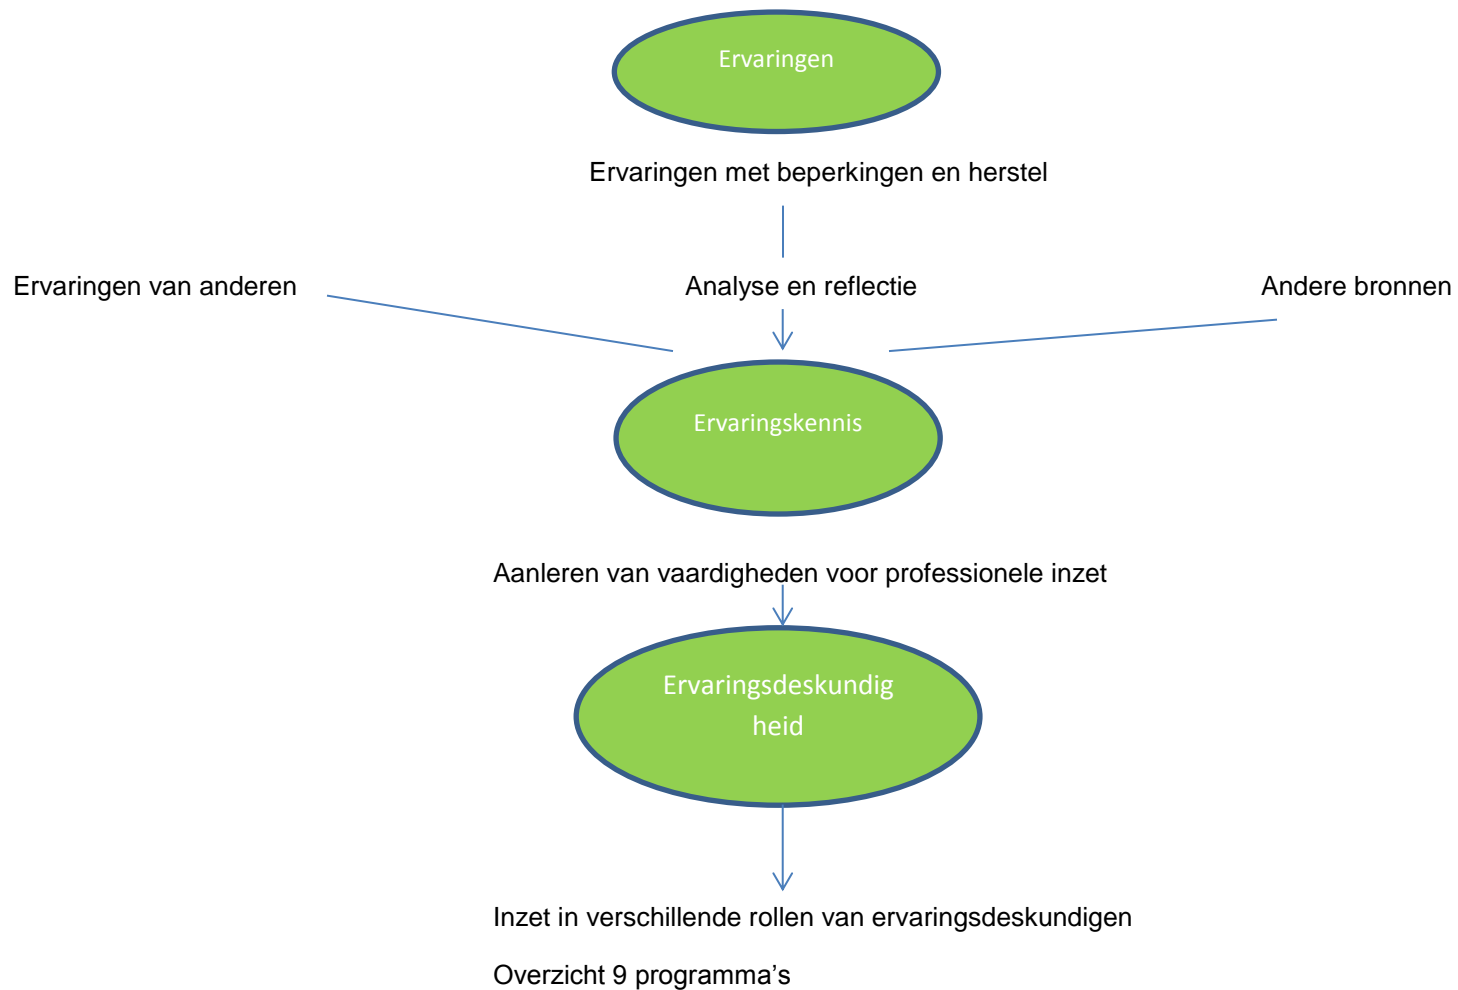 Ervaringen
Ervaringen met beperkingen en herstel
Ervaringen van anderen
Analyse en reflectie
Andere bronnen
Ervaringskennis
Aanleren van vaardigheden voor professionele inzet
Ervaringsdeskundig
heid
Inzet in verschillende rollen van ervaringsdeskundigen
Overzicht 9 programma’s